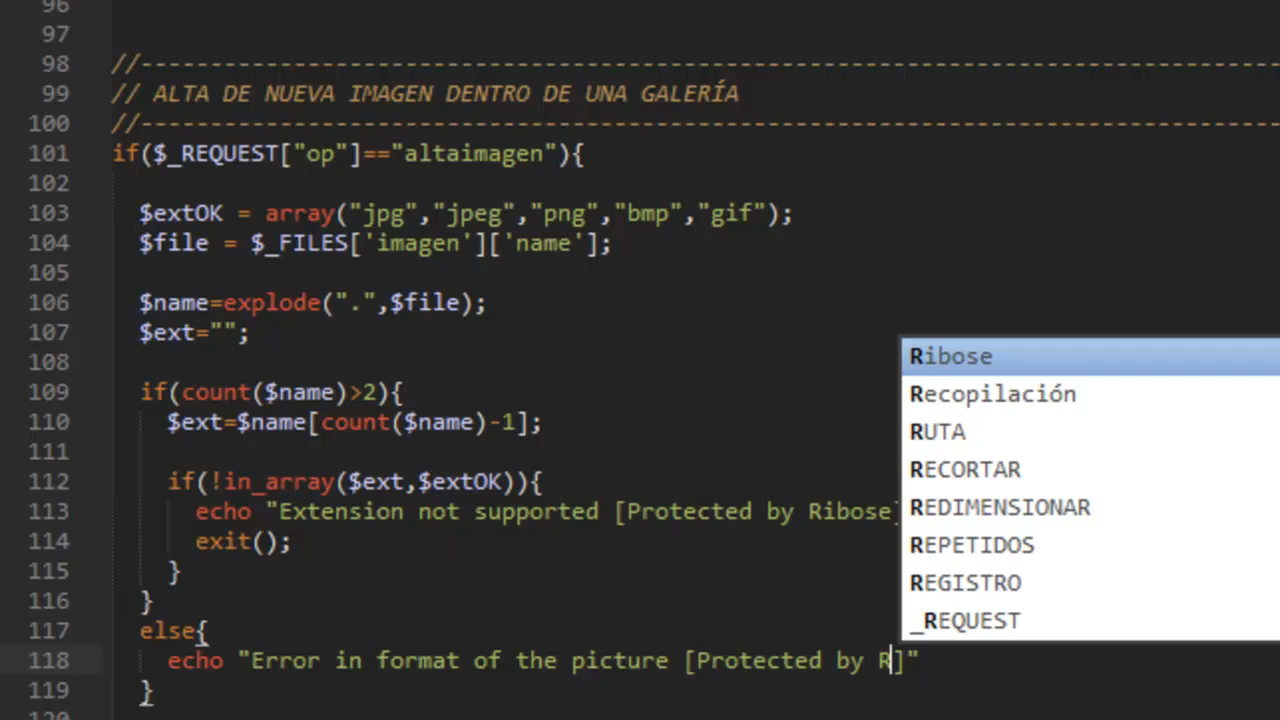 96
97
98 //----------------------------------------------------------------------------------
99 // ALTA DE NUEVA IMAGEN DENTRO DE UNA GALERÍA
100 //----------------------------------------------------------------------------------
101 if($_REQUEST["op"]=="altaimagen"){
102
103 $extOK = array("jpg","jpeg","png","bmp","gif");
104 $file = $_FILES['imagen']['name'];
105
106 $name=explode(".",$file);
107 $ext="";
108
109 if(count($name)>2){
110 $ext=$name[count($name)-1];
111
112 if(!in_array($ext,$extOK)){
113 echo "Extension not supported [Protected by Ribose]
114 exit();
115 }
116 }
117 else{
118 echo "Error in format of the picture [Protected by R]"
119 }
120
Ribose
Recopilación
RUTA
RECORTAR
REDIMENSIONAR
REPETIDOS
REGISTRO
_REQUEST